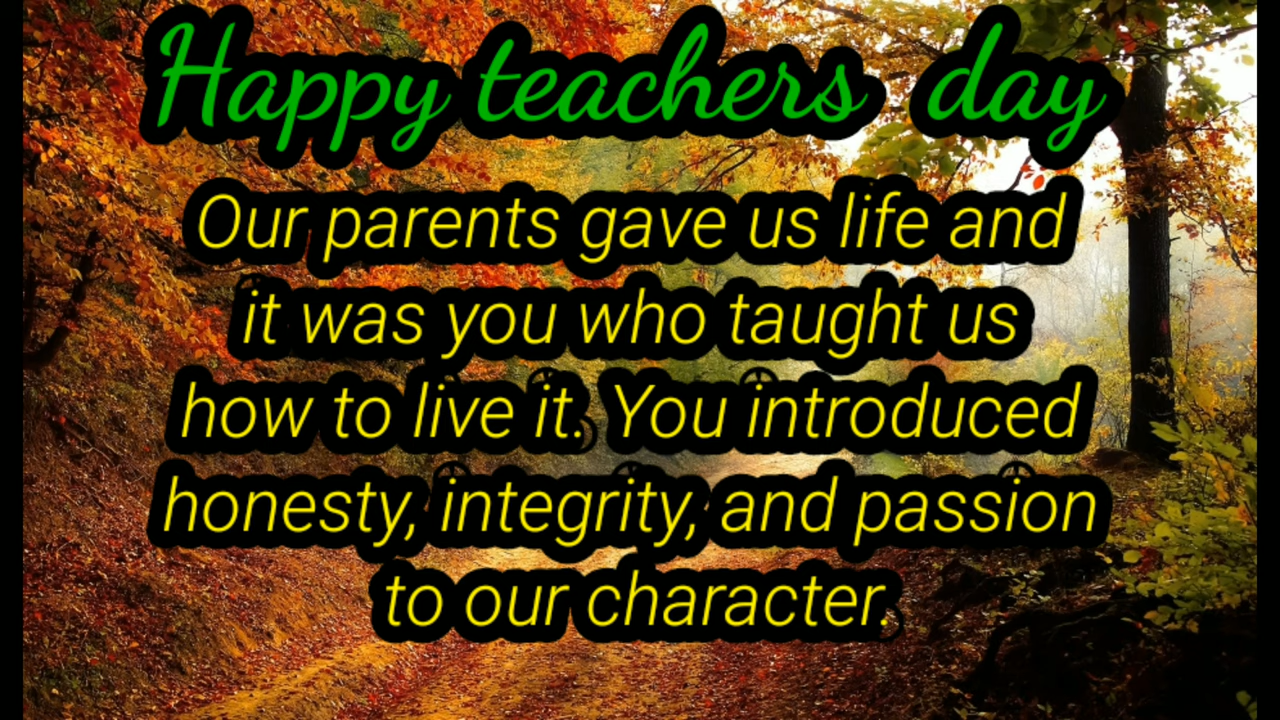 Happy teachers day
Our parents gave us life and
it was you who taught us
how to live it. You introduced
honesty, integrity, and passion
to our character.